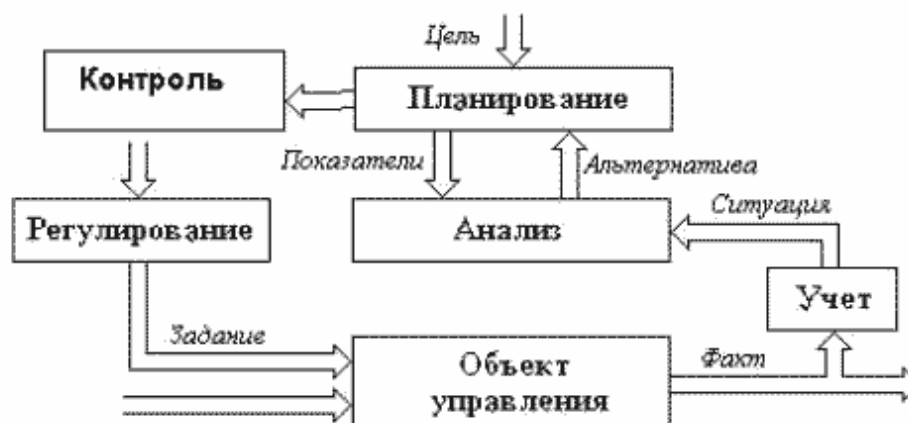 Цель
Контроль
Планирование
Показатели
Альтернатива
Ситуация
Регулирование
Анализ
Учет
Задание
Объект
управления
Факт